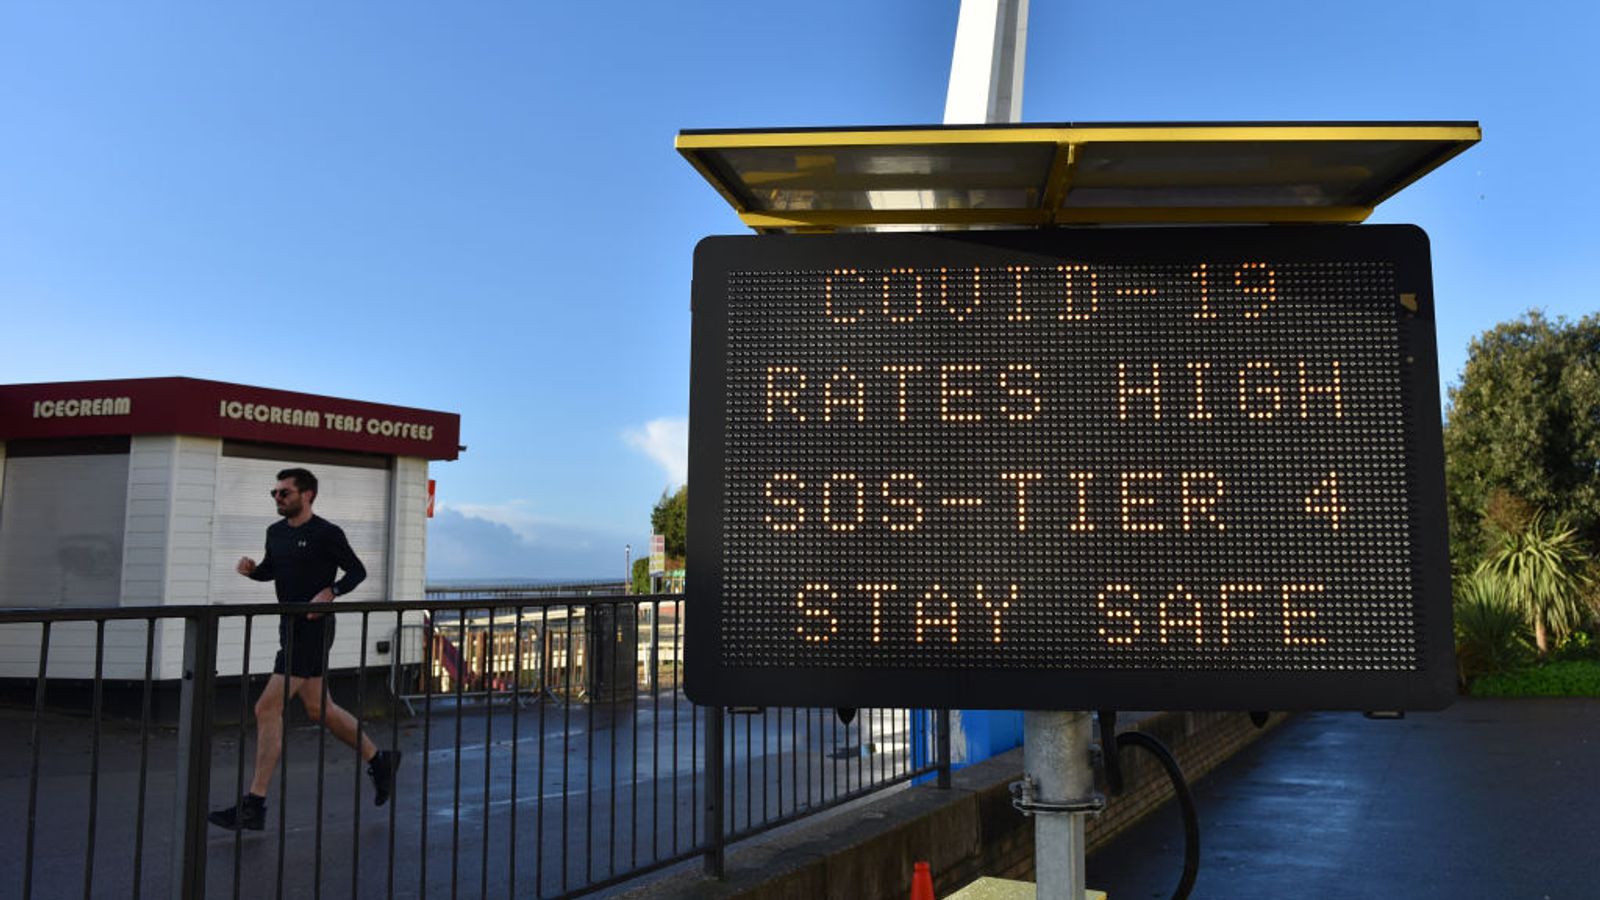 ICECREAM
ICECREAM TEAS COFFEES
COVID-19
RATES HIGH
SOS-TIER 4
STAY SAFE